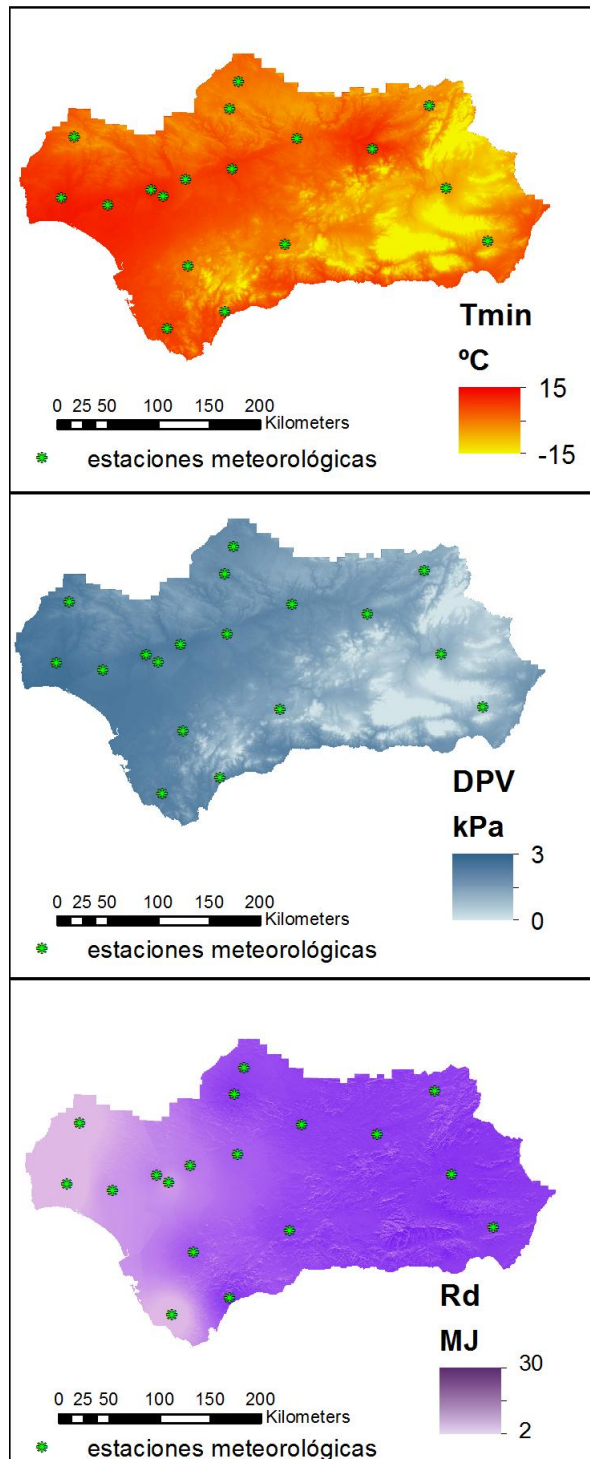 Tmin
ºC
15
-15
0 25 50 100 150 200
Kilometers
estaciones meteorológicas
DPV
kPa
3
0
0 25 50 100 150 200
Kilometers
estaciones meteorológicas
Rd
MJ
30
2
0 25 50 100 150 200
Kilometers
estaciones meteorológicas